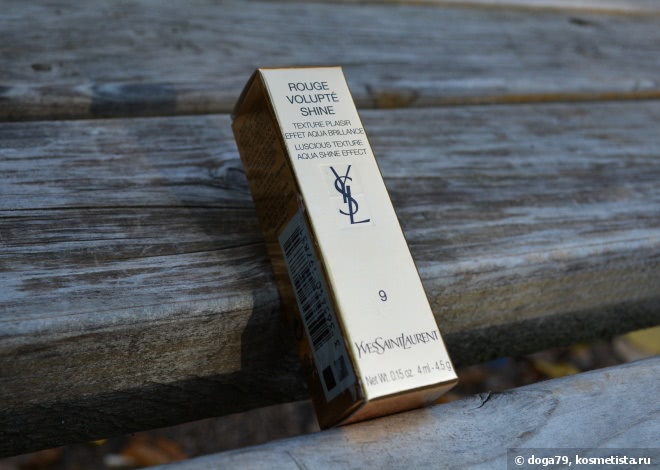 ROUGE
VOLUPTÉ
SHINE
TEXTURE PLAISIR
EFFET AQUA BRILLANCE
LUSCIOUS TEXTURE
AQUA SHINE EFFECT
YSL
9
YVESSAINTLAURENT
Net Wt. 0.15 oz. 4 ml - 4.5 g
© doga79, kosmetista.ru